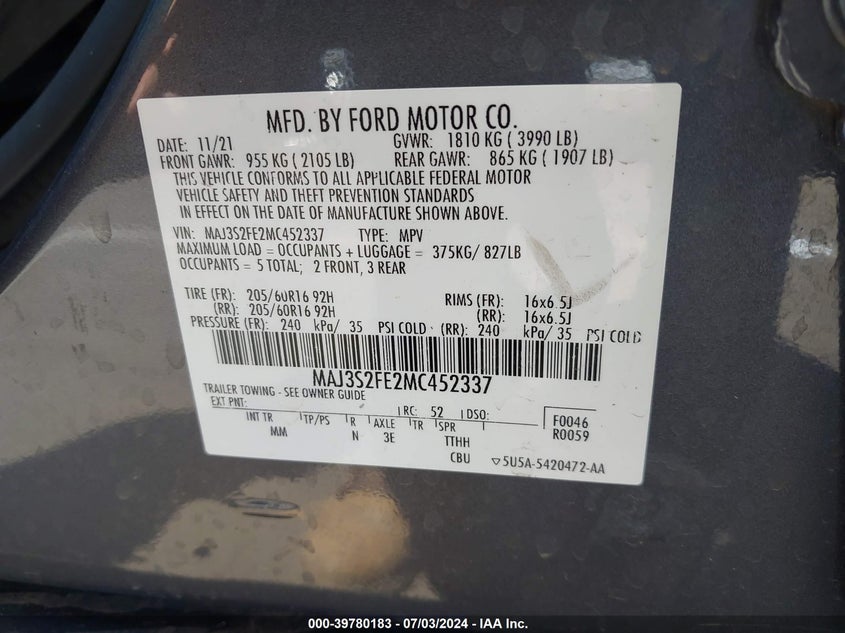 MFD. BY FORD MOTOR CO.
DATE: 11/21 GVWR: 1810 KG ( 3990 LB)
FRONT GAWR: 955 KG ( 2105 LB) REAR GAWR: 865 KG ( 1907 LB)
THIS VEHICLE CONFORMS TO ALL APPLICABLE FEDERAL MOTOR
VEHICLE SAFETY AND THEFT PREVENTION STANDARDS
IN EFFECT ON THE DATE OF MANUFACTURE SHOWN ABOVE.
VIN: MAJ3S2FE2MC452337 TYPE: MPV
MAXIMUM LOAD = OCCUPANTS + LUGGAGE = 375KG/ 827LB
OCCUPANTS = 5 TOTAL; 2 FRONT, 3 REAR
TIRE (FR): 205/60R16 92H RIMS (FR): 16x6.5J
(RR): 205/60R16 92H (RR): 16x6.5J
PRESSURE (FR): 240 kPa/ 35 PSI COLD (RR): 240 kPa/ 35 PSI COLD
MAJ3S2FE2MC452337
TRAILER TOWING - SEE OWNER GUIDE
EXT PNT: RC: 52 DSO: F0046
INT TR TP/PS R AXLE TR SPR R0059
MM N 3E TTHH
CBU 5U5A-5420472-AA
000-39780183 - 07/03/2024 - IAA Inc.